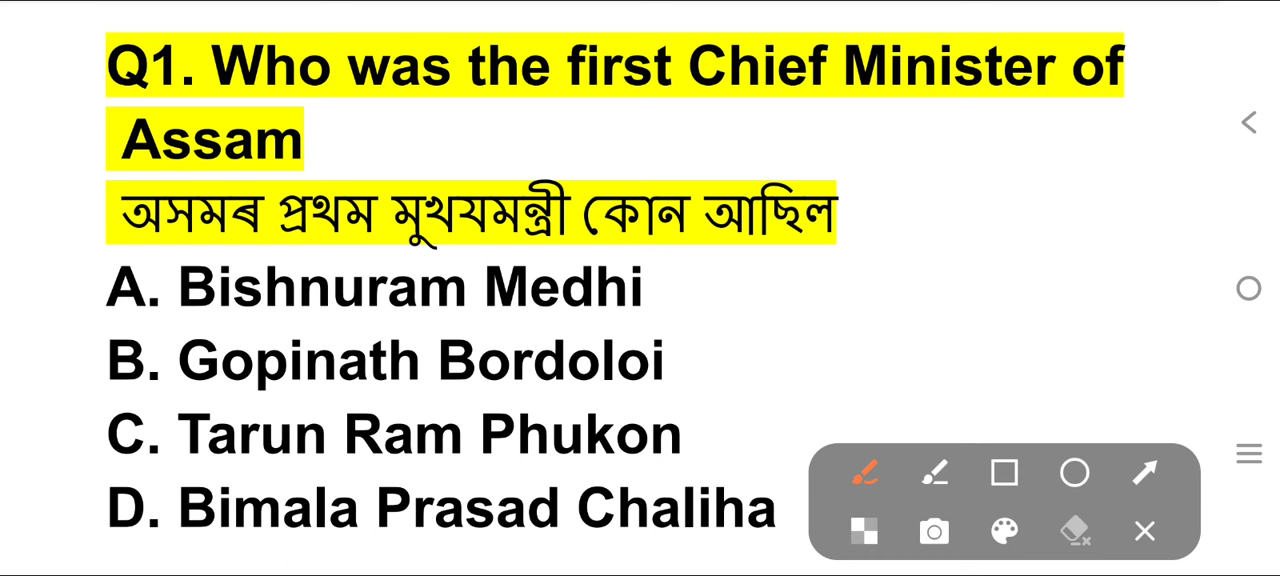 Q1. Who was the first Chief Minister of
Assam
অসমৰ প্ৰথম মুখযমন্ত্ৰী কোন আছিল
A. Bishnuram Medhi
B. Gopinath Bordoloi
C. Tarun Ram Phukon
D. Bimala Prasad Chaliha